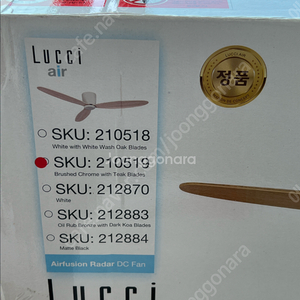 Lucci
air
정품
SKU: 210518
White with White Wash Oak Blades
SKU: 210519
Brushed Chrome with Teak Blades
SKU: 212870
White
SKU: 212883
Oil Rub Bronze with Dark Koa Blades
SKU: 212884
Matte Black
Airfusion Radar DC Fan
Lucci
joonggonara